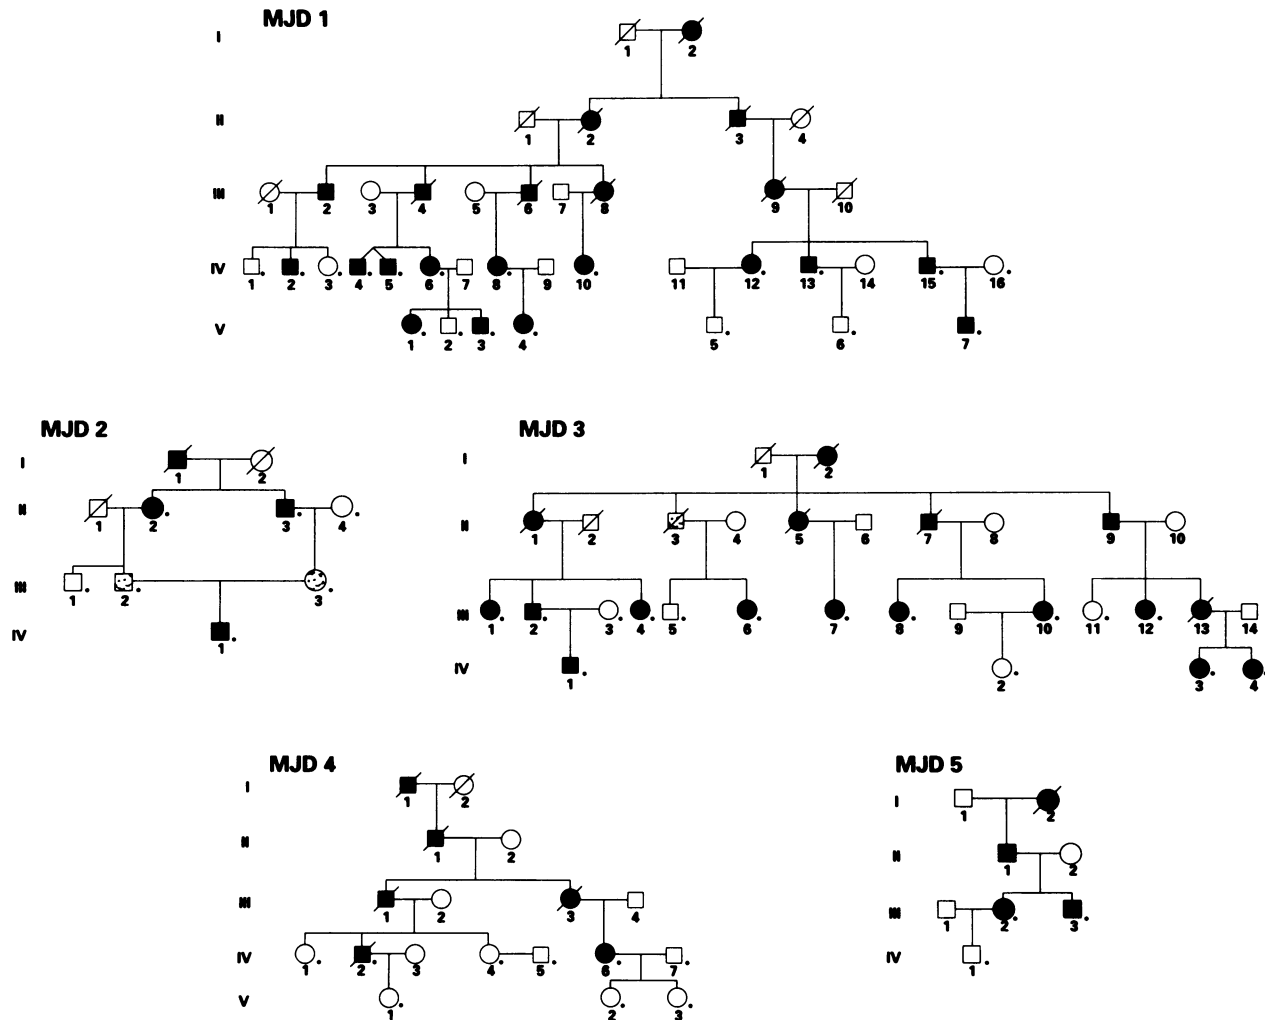 MJD 1
I
1 2
II
1 2 3 4
III
1 2 3 4 5 6 7 8 9 10
IV
1 2 3 4 5 6 7 8 9 10 11 12 13 14 15 16
V
1 2 3 4 5 6 7
MJD 2
I
1 2
II
1 2 3 4
III
1 2 3
IV
1
MJD 3
I
1 2
II
1 2 3 4 5 6 7 8 9 10
III
1 2 3 4 5 6 7 8 9 10 11 12 13 14
IV
1 2 3 4
MJD 4
I
1 2
II
1 2
III
1 2 3 4
IV
1 2 3 4 5 6 7
V
1 2 3
MJD 5
I
1 2
II
1 2
III
1 2 3
IV
1